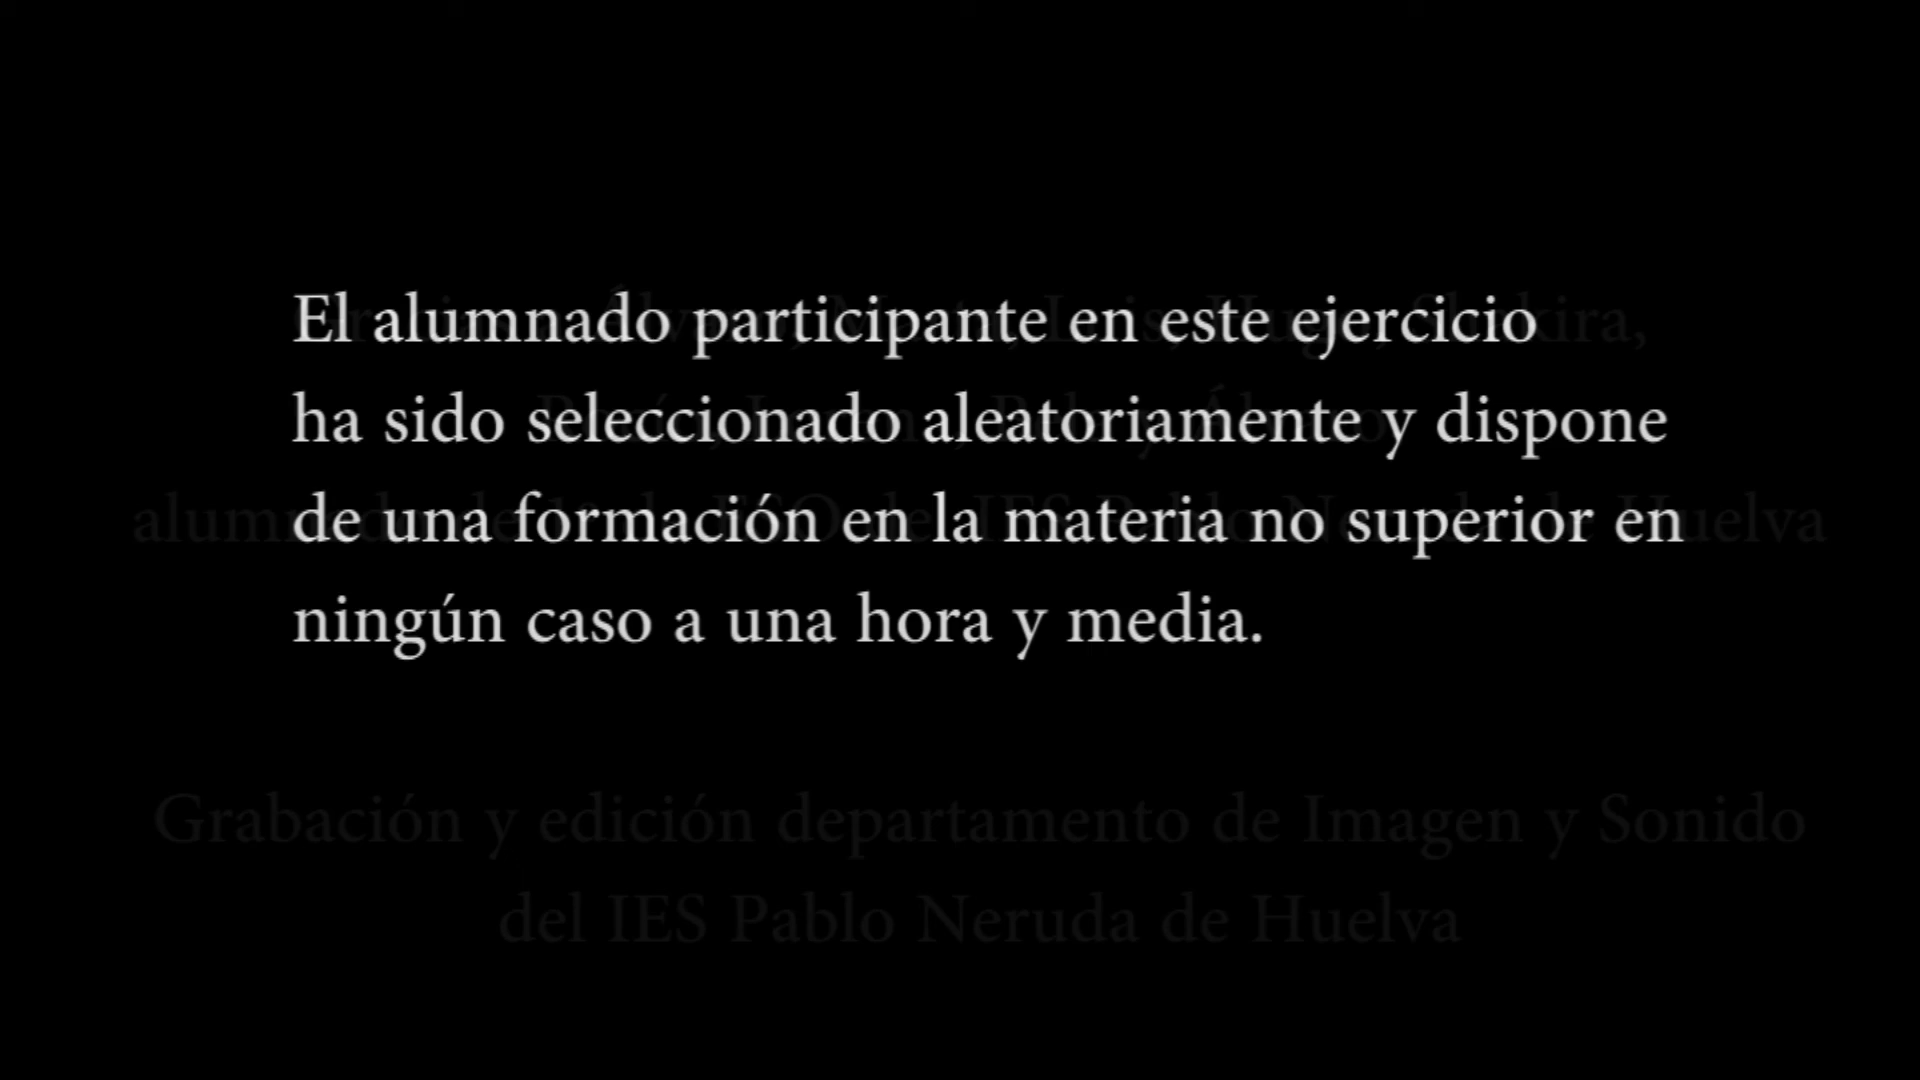 El alumnado participante en este ejercicio
ha sido seleccionado aleatoriamente y dispone
de una formación en la materia no superior en
ningún caso a una hora y media.
Grabación y edición departamento de Imagen y Sonido
del IES Pablo Neruda de Huelva